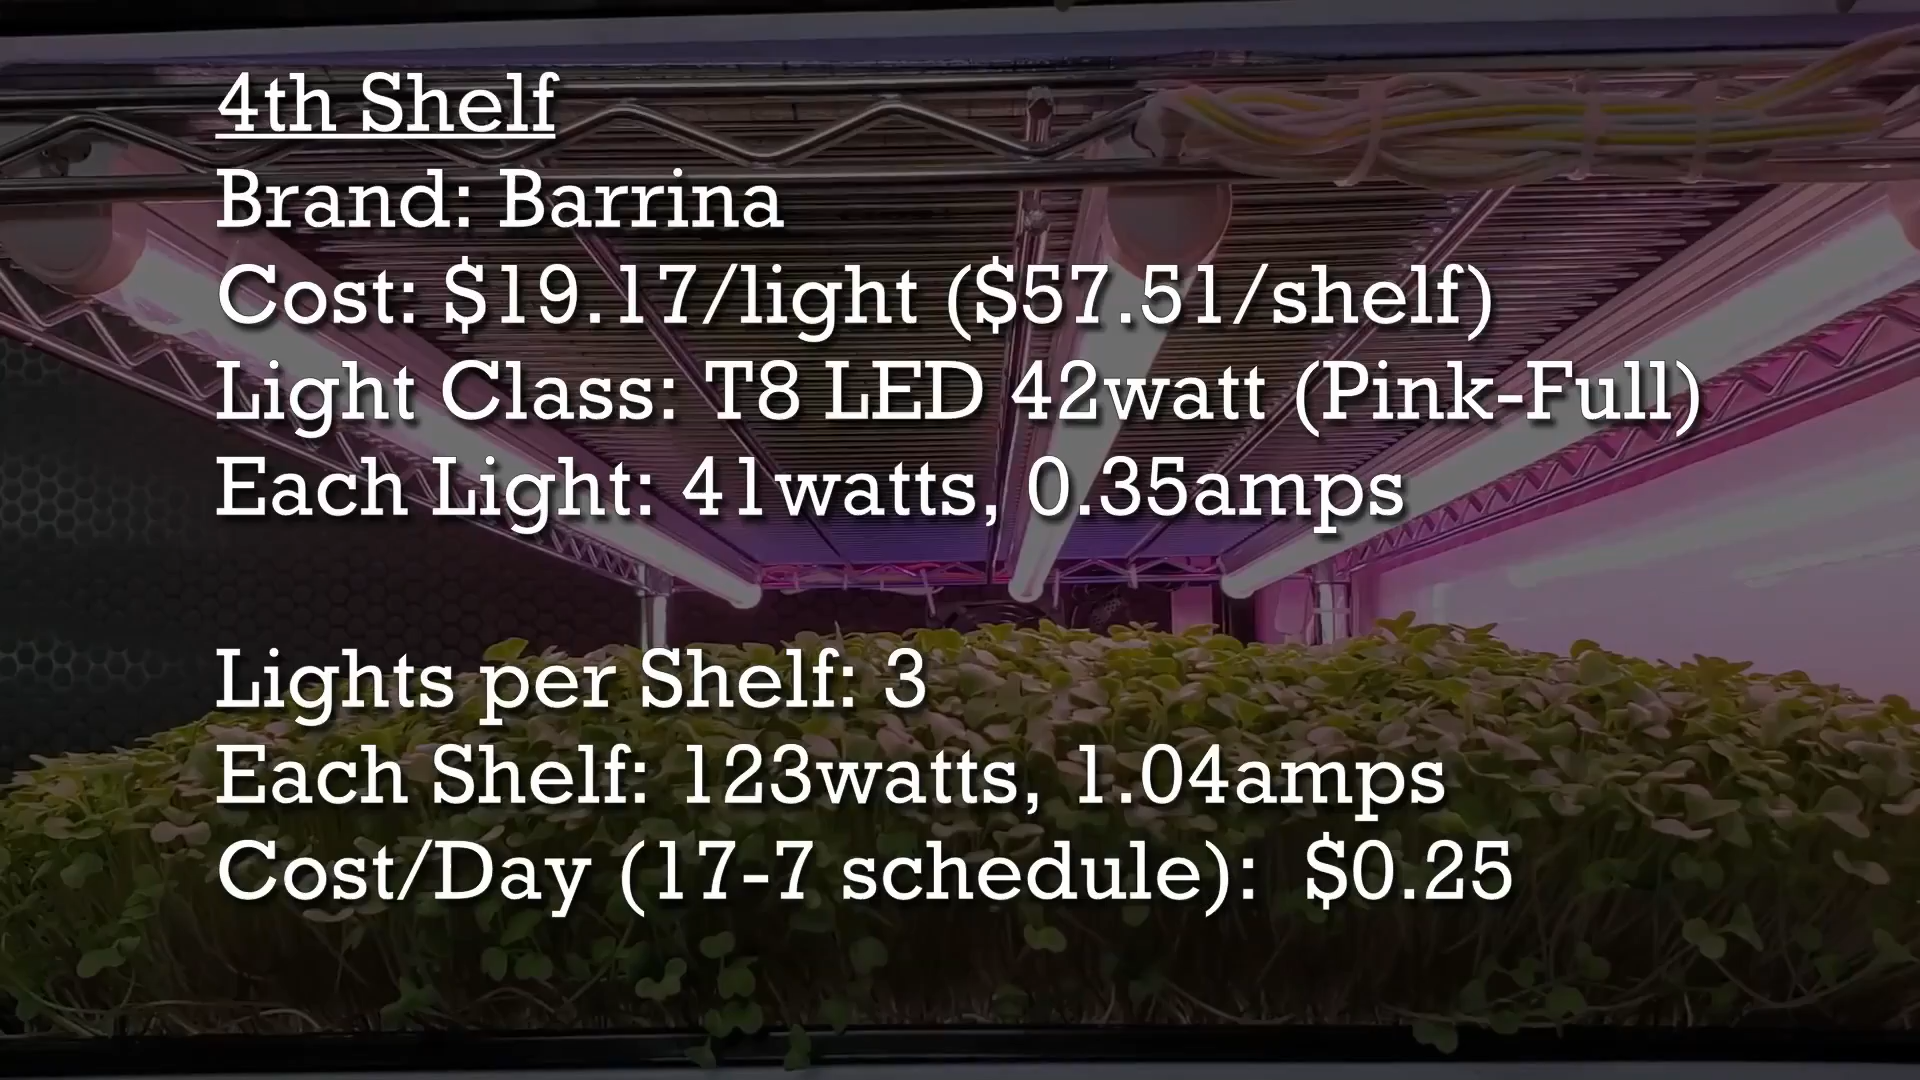 4th Shelf
Brand: Barrina
Cost: $19.17/light ($57.51/shelf)
Light Class: T8 LED 42watt (Pink-Full)
Each Light: 41watts, 0.35amps
Lights per Shelf: 3
Each Shelf: 123watts, 1.04amps
Cost/Day (17-7 schedule): $0.25